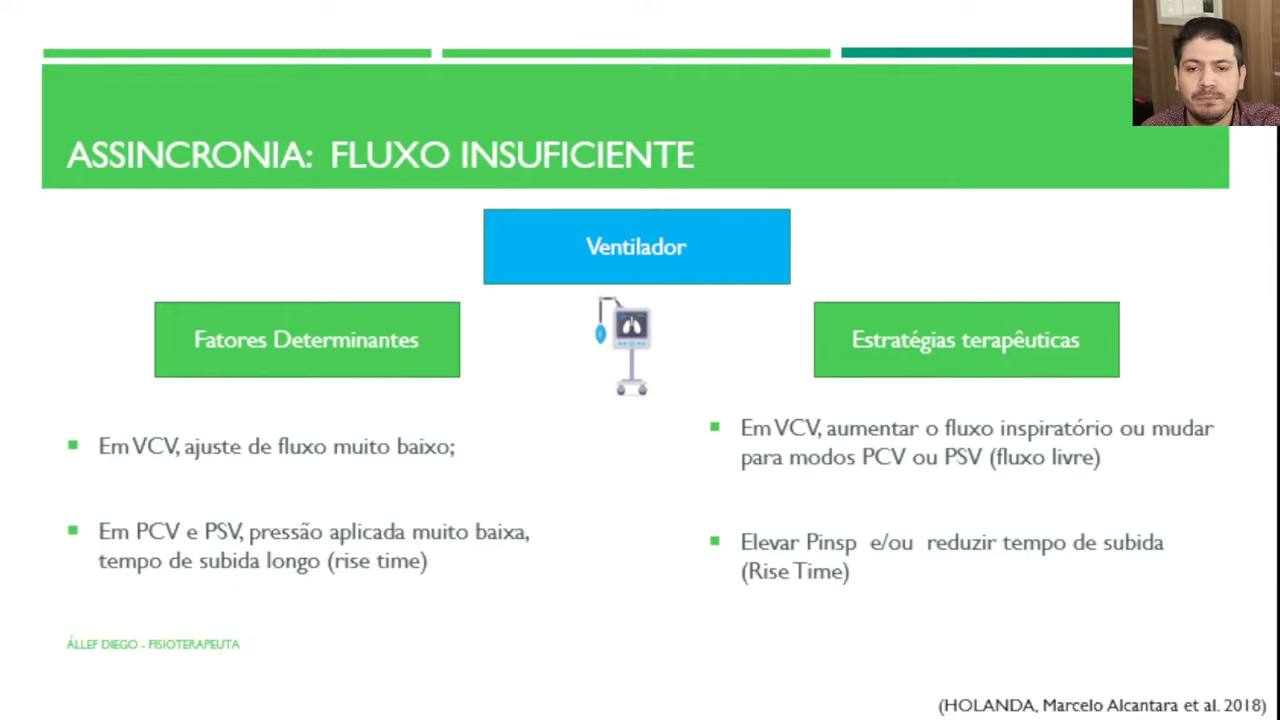 ASSINCRONIA: FLUXO INSUFICIENTE
Ventilador
Fatores Determinantes
Estratégias terapêuticas
Em VCV, ajuste de fluxo muito baixo;
Em PCV e PSV, pressão aplicada muito baixa,
tempo de subida longo (rise time)
Em VCV, aumentar o fluxo inspiratório ou mudar
para modos PCV ou PSV (fluxo livre)
Elevar Pinsp e/ou reduzir tempo de subida
(Rise Time)
ÁLLEF DIEGO - FISIOTERAPEUTA
(HOLANDA, Marcelo Alcantara et al. 2018)